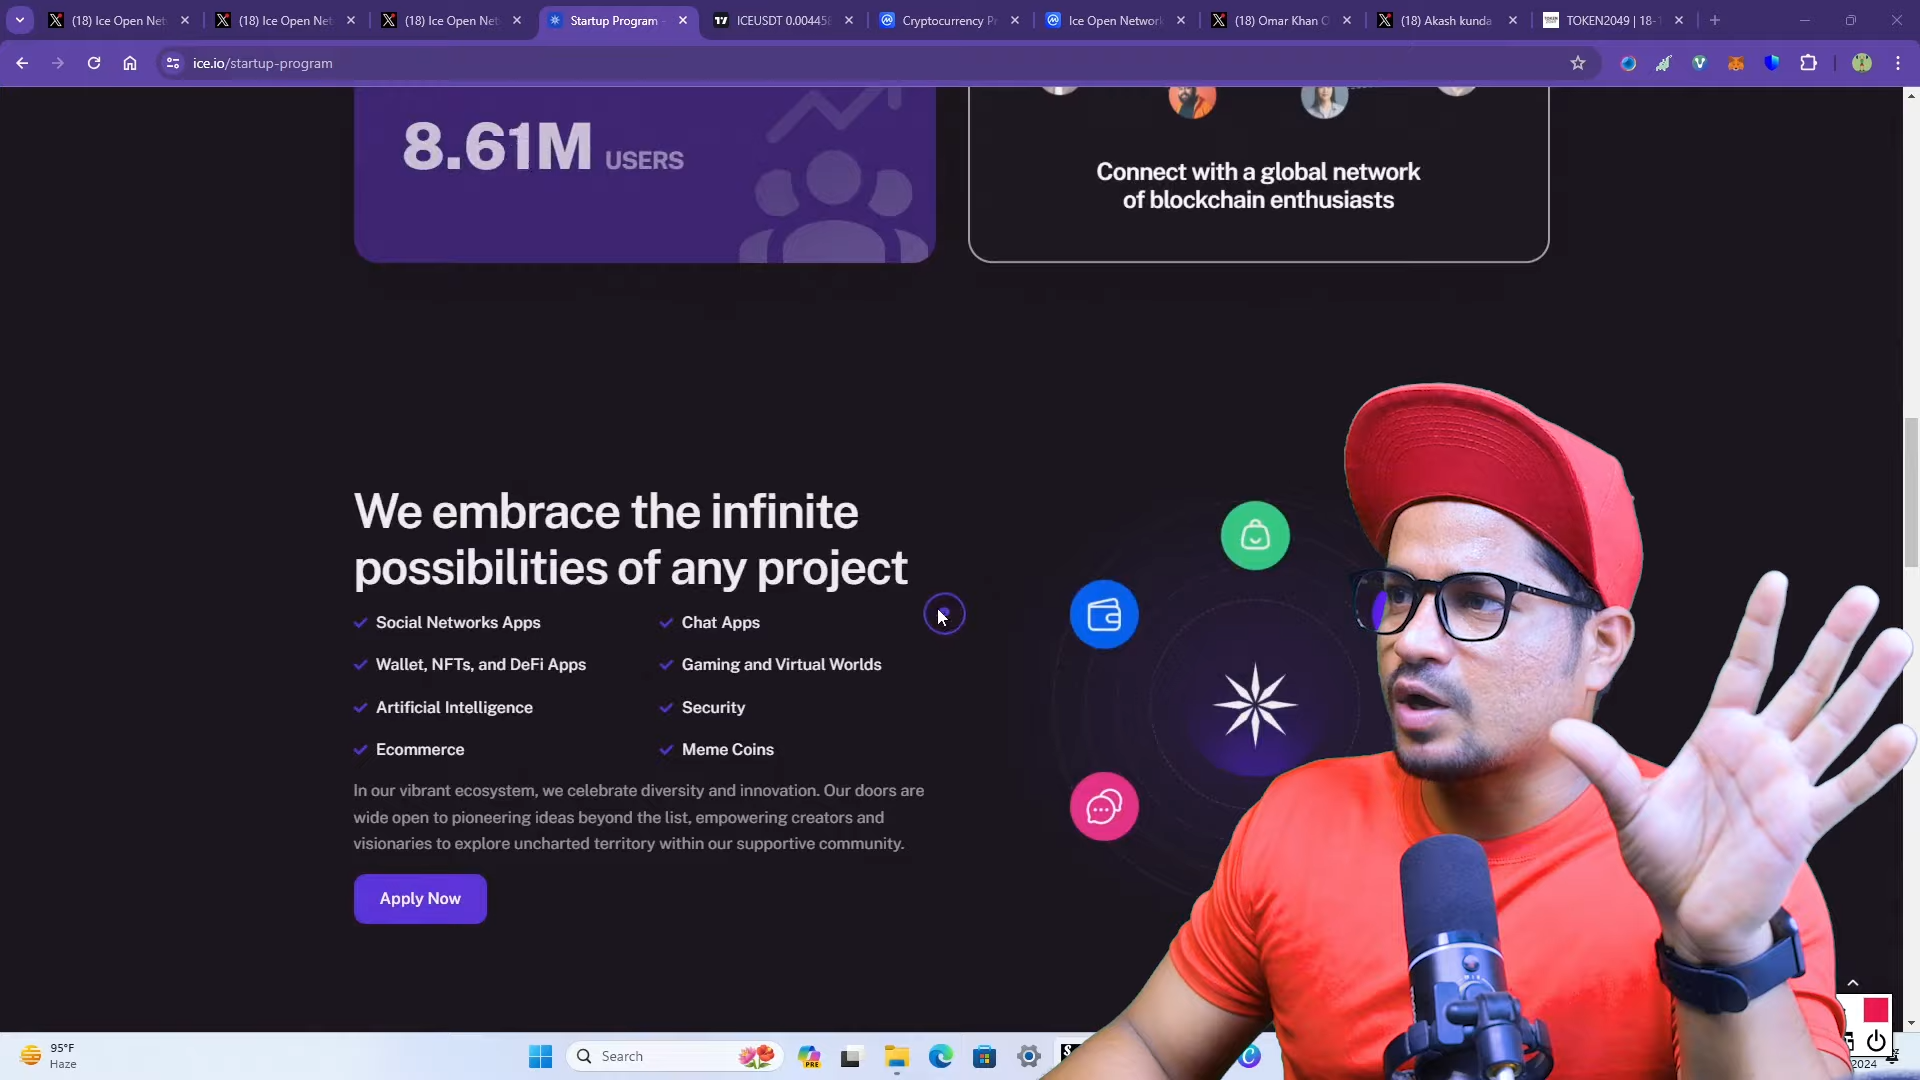 (18) Ice Open Net
(18) Ice Open Net
(18) Ice Open Net
Startup Program -
ICEUSDT 0.004458
Cryptocurrency Pr
Ice Open Network
(18) Omar Khan O
(18) Akash kunda
TOKEN2049 | 18-1
ice.io/startup-program
8.61M USERS
Connect with a global network
of blockchain enthusiasts
We embrace the infinite
possibilities of any project
Social Networks Apps
Chat Apps
Wallet, NFTs, and DeFi Apps
Gaming and Virtual Worlds
Artificial Intelligence
Security
Ecommerce
Meme Coins
In our vibrant ecosystem, we celebrate diversity and innovation. Our doors are
wide open to pioneering ideas beyond the list, empowering creators and
visionaries to explore uncharted territory within our supportive community.
Apply Now
95°F
Haze
Search
PRE
2024